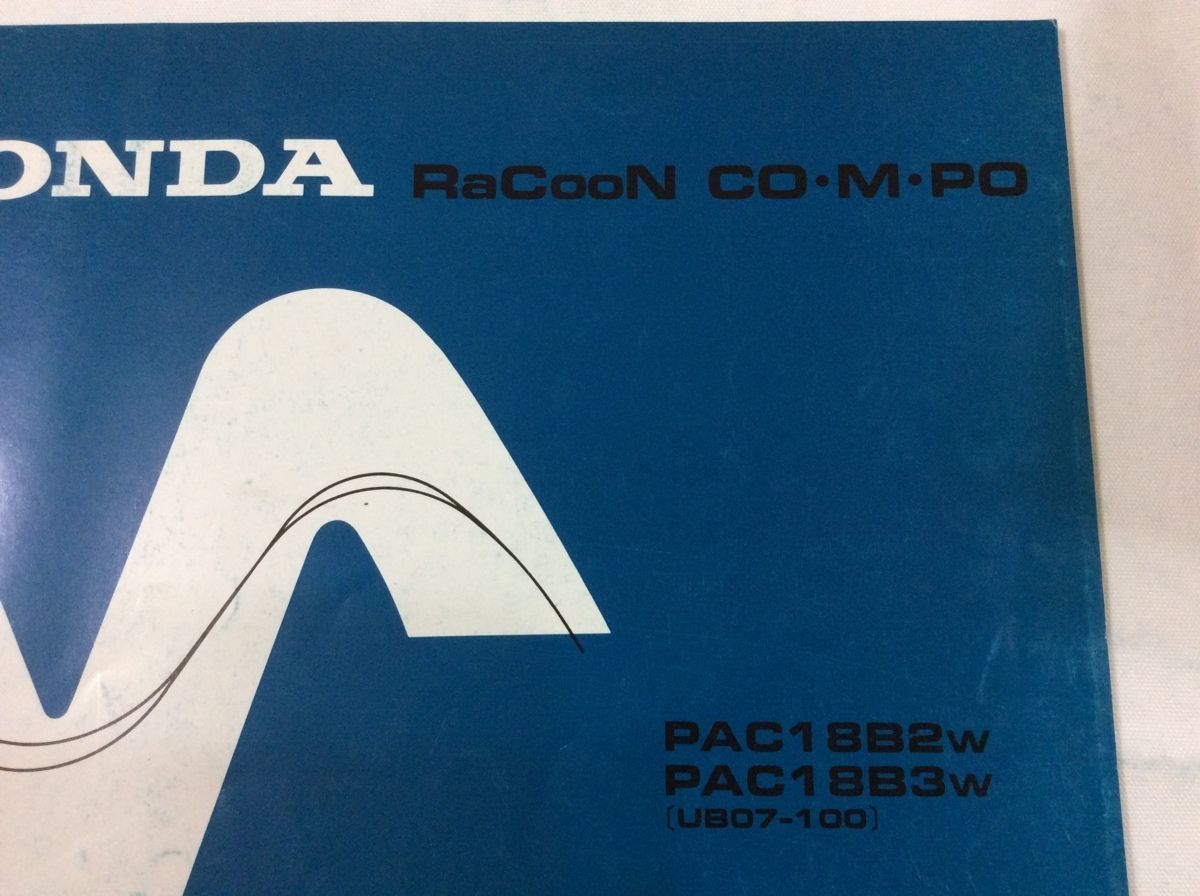 ONDA RaCooN CO·M·PO
PAC18B2W
PAC18B3W
[UB07-100]